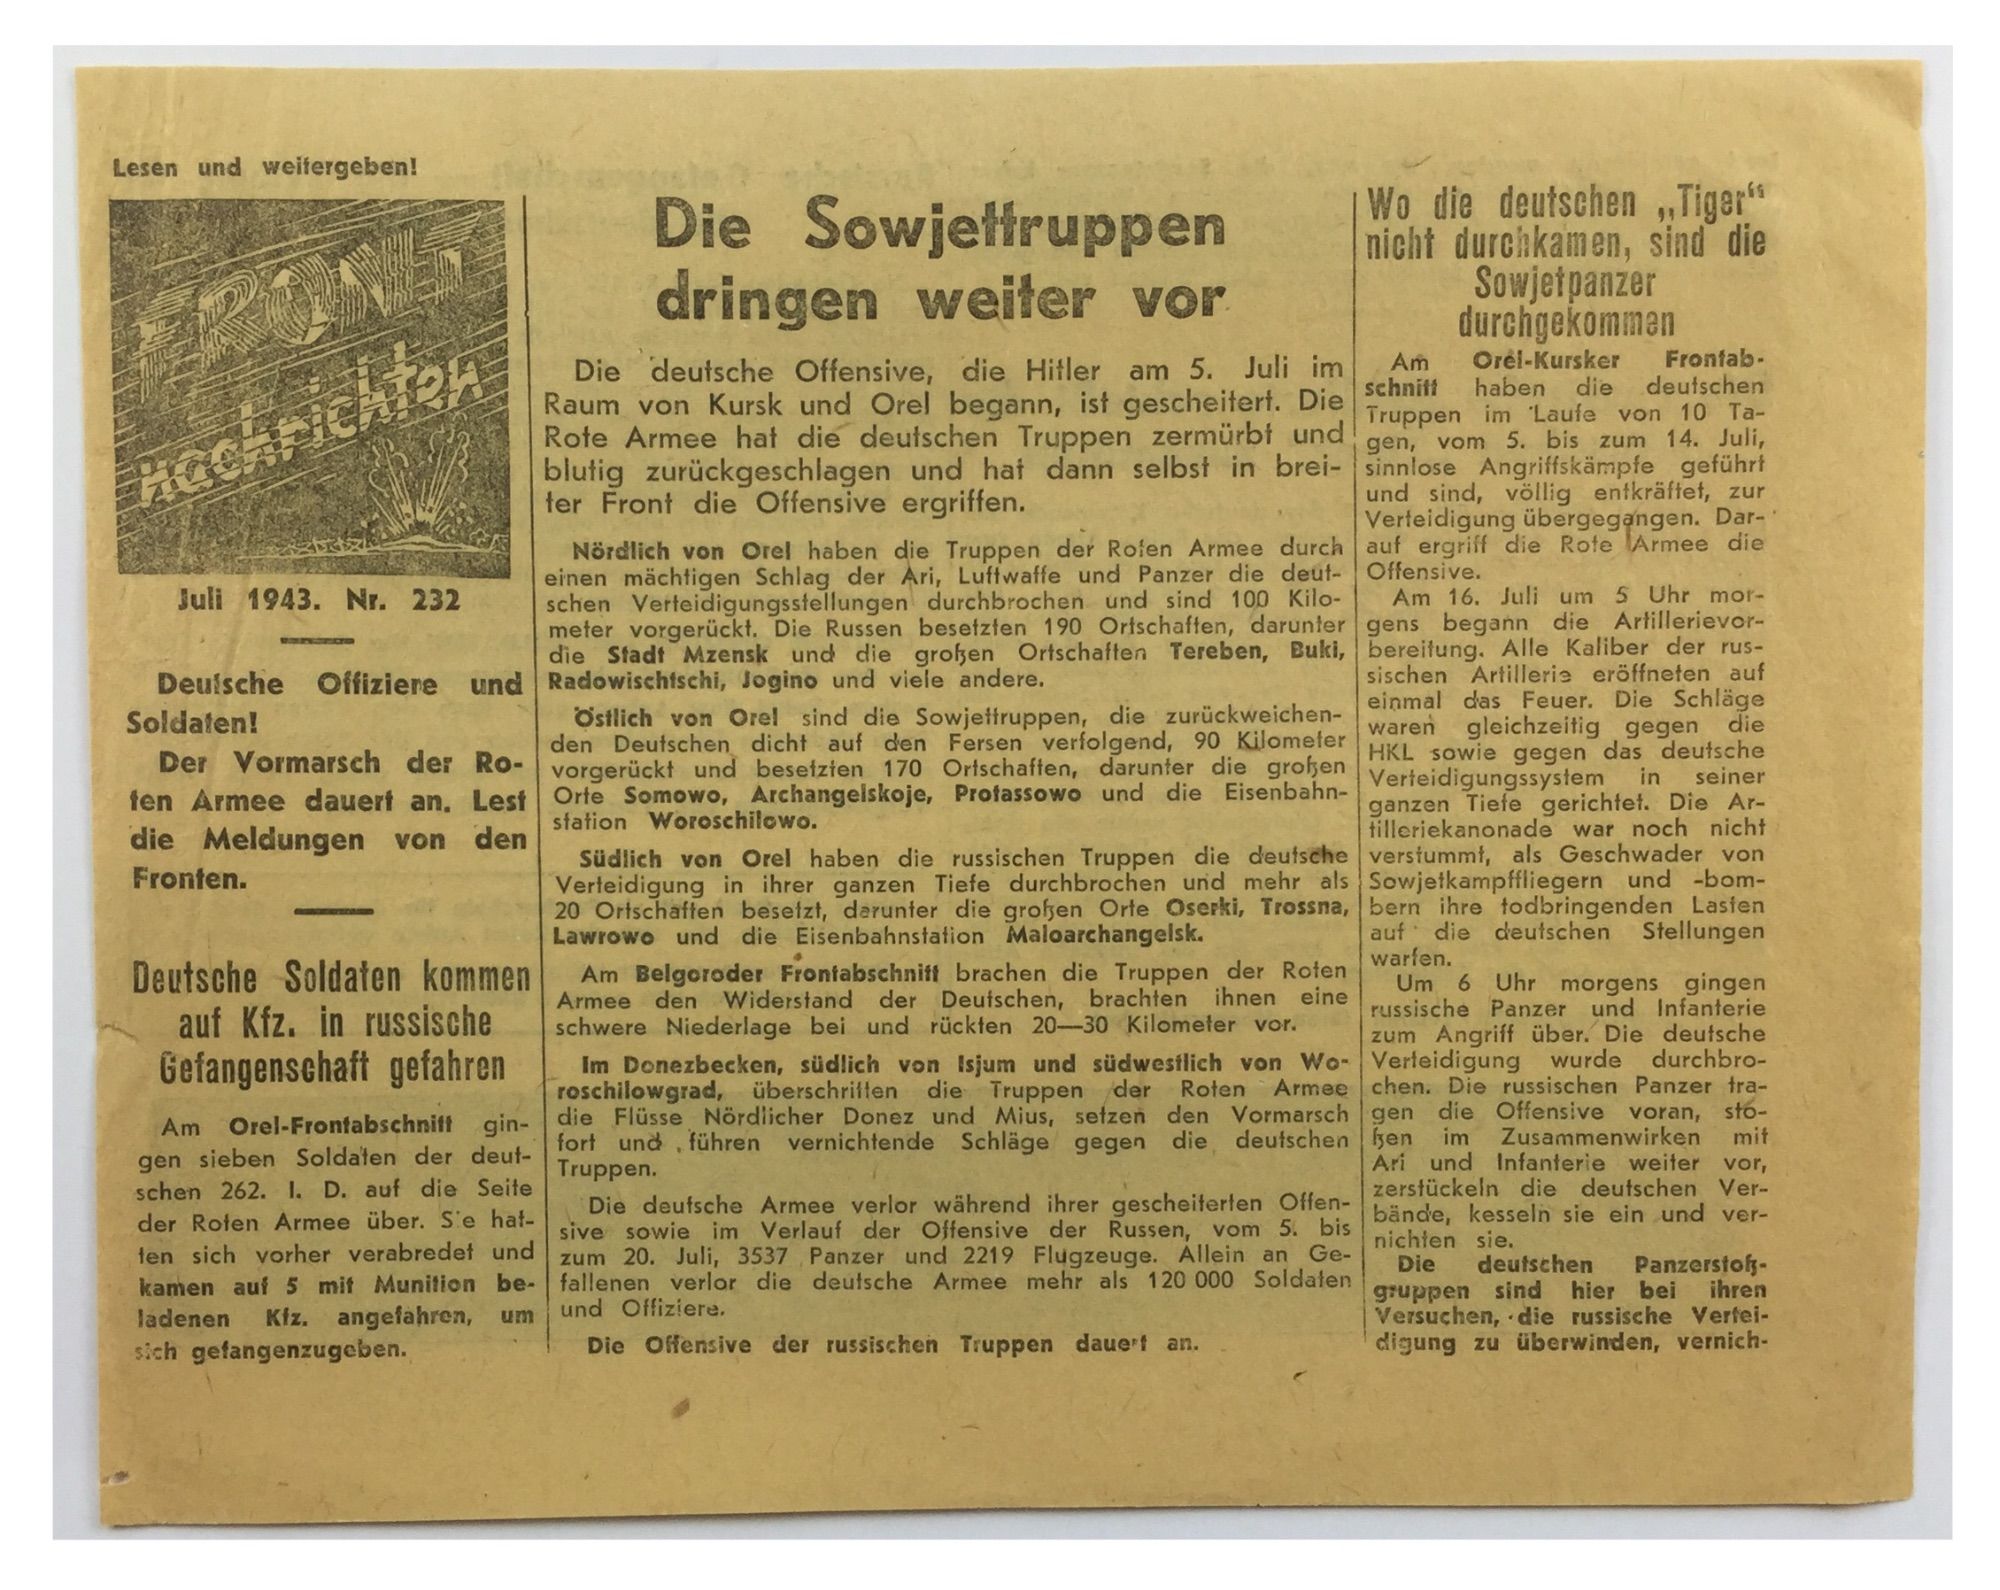 Lesen und weitergeben!
FRONT
Nachrichten
Juli 1943. Nr. 232
Deutsche Offiziere und
Soldaten!
Der Vormarsch der Ro-
ten Armee dauert an. Lest
die Meldungen von den
Fronten.
Deutsche Soldaten kommen
auf Kfz. in russische
Gefangenschaft gefahren
Am Orel-Frontabschnitt gin-
gen sieben Soldaten der deut-
schen 262. I. D. auf die Seite
der Roten Armee über. Sie hat-
ten sich vorher verabredet und
kamen auf 5 mit Munition be-
ladenen Kfz. angefahren, um
sich gefangenzugeben.
Die Sowjettruppen
dringen weiter vor
Die deutsche Offensive, die Hitler am 5. Juli im
Raum von Kursk und Orel begann, ist gescheitert. Die
Rote Armee hat die deutschen Truppen zermürbt und
blutig zurückgeschlagen und hat dann selbst in brei-
ter Front die Offensive ergriffen.
Nördlich von Orel haben die Truppen der Roten Armee durch
einen mächtigen Schlag der Ari, Luftwaffe und Panzer die deut-
schen Verteidigungsstellungen durchbrochen und sind 100 Kilo-
meter vorgerückt. Die Russen besetzten 190 Ortschaften, darunter
die Stadt Mzensk und die großen Ortschaften Tereben, Buki,
Radowischtschi, Jogino und viele andere.
Östlich von Orel sind die Sowjettruppen, die zurückweichen-
den Deutschen dicht auf den Fersen verfolgend, 90 Kilometer
vorgerückt und besetzten 170 Ortschaften, darunter die großen
Orte Somowo, Archangelskoje, Protassowo und die Eisenbahn-
station Woroschilowo.
Südlich von Orel haben die russischen Truppen die deutsche
Verteidigung in ihrer ganzen Tiefe durchbrochen und mehr als
20 Ortschaften besetzt, darunter die großen Orte Oserki, Trossna,
Lawrowo und die Eisenbahnstation Maloarchangelsk.
Am Belgoroder Frontabschnitt brachen die Truppen der Roten
Armee den Widerstand der Deutschen, brachten ihnen eine
schwere Niederlage bei und rückten 20—30 Kilometer vor.
Im Donezbecken, südlich von Isjum und südwestlich von Wo-
roschilowgrad, überschritten die Truppen der Roten Armee
die Flüsse Nördlicher Donez und Mius, setzen den Vormarsch
fort und führen vernichtende Schläge gegen die deutschen
Truppen.
Die deutsche Armee verlor während ihrer gescheiterten Offen-
sive sowie im Verlauf der Offensive der Russen, vom 5. bis
zum 20. Juli, 3537 Panzer und 2219 Flugzeuge. Allein an Ge-
fallenen verlor die deutsche Armee mehr als 120 000 Soldaten
und Offiziere.
Die Offensive der russischen Truppen dauert an.
Wo die deutschen „Tiger“
nicht durchkamen, sind die
Sowjetpanzer
durchgekommen
Am Orel-Kursker Frontab-
schnitt haben die deutschen
Truppen im Laufe von 10 Ta-
gen, vom 5. bis zum 14. Juli,
sinnlose Angriffskämpfe geführt
und sind, völlig entkräftet, zur
Verteidigung übergegangen. Dar-
auf ergriff die Rote Armee die
Offensive.
Am 16. Juli um 5 Uhr mor-
gens begann die Artillerievor-
bereitung. Alle Kaliber der rus-
sischen Artillerie eröffneten auf
einmal das Feuer. Die Schläge
waren gleichzeitig gegen die
HKL sowie gegen das deutsche
Verteidigungssystem in seiner
ganzen Tiefe gerichtet. Die Ar-
tilleriekanonade war noch nicht
verstummt, als Geschwader von
Sowjetkampffliegern und -bom-
bern ihre todbringenden Lasten
auf die deutschen Stellungen
warfen.
Um 6 Uhr morgens gingen
russische Panzer und Infanterie
zum Angriff über. Die deutsche
Verteidigung wurde durchbro-
chen. Die russischen Panzer tra-
gen die Offensive voran, sto-
ßen im Zusammenwirken mit
Ari und Infanterie weiter vor,
zerstückeln die deutschen Ver-
bände, kesseln sie ein und ver-
nichten sie.
Die deutschen Panzerstoß-
gruppen sind hier bei ihren
Versuchen, die russische Vertei-
digung zu überwinden, vernich-